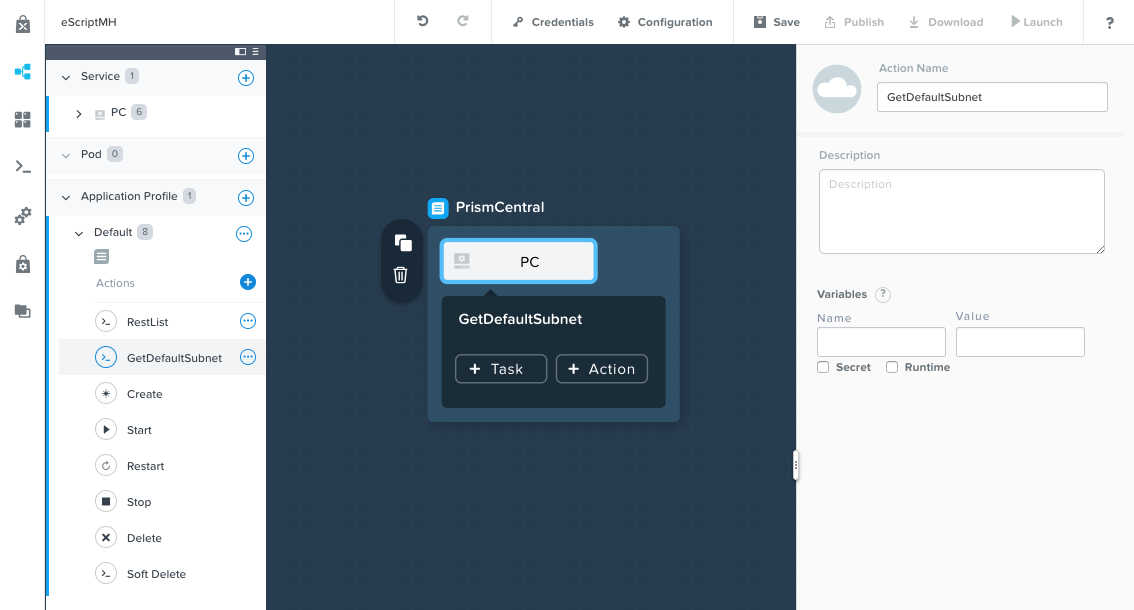 eScriptMH
Credentials
Configuration
Save
Publish
Download
Launch
?
Service 1
PC 6
Pod 0
Application Profile 1
Default 8
Actions
RestList
GetDefaultSubnet
Create
Start
Restart
Stop
Delete
Soft Delete
PrismCentral
PC
GetDefaultSubnet
+ Task
+ Action
Action Name
GetDefaultSubnet
Description
Description
Variables ?
Name Value
Secret Runtime